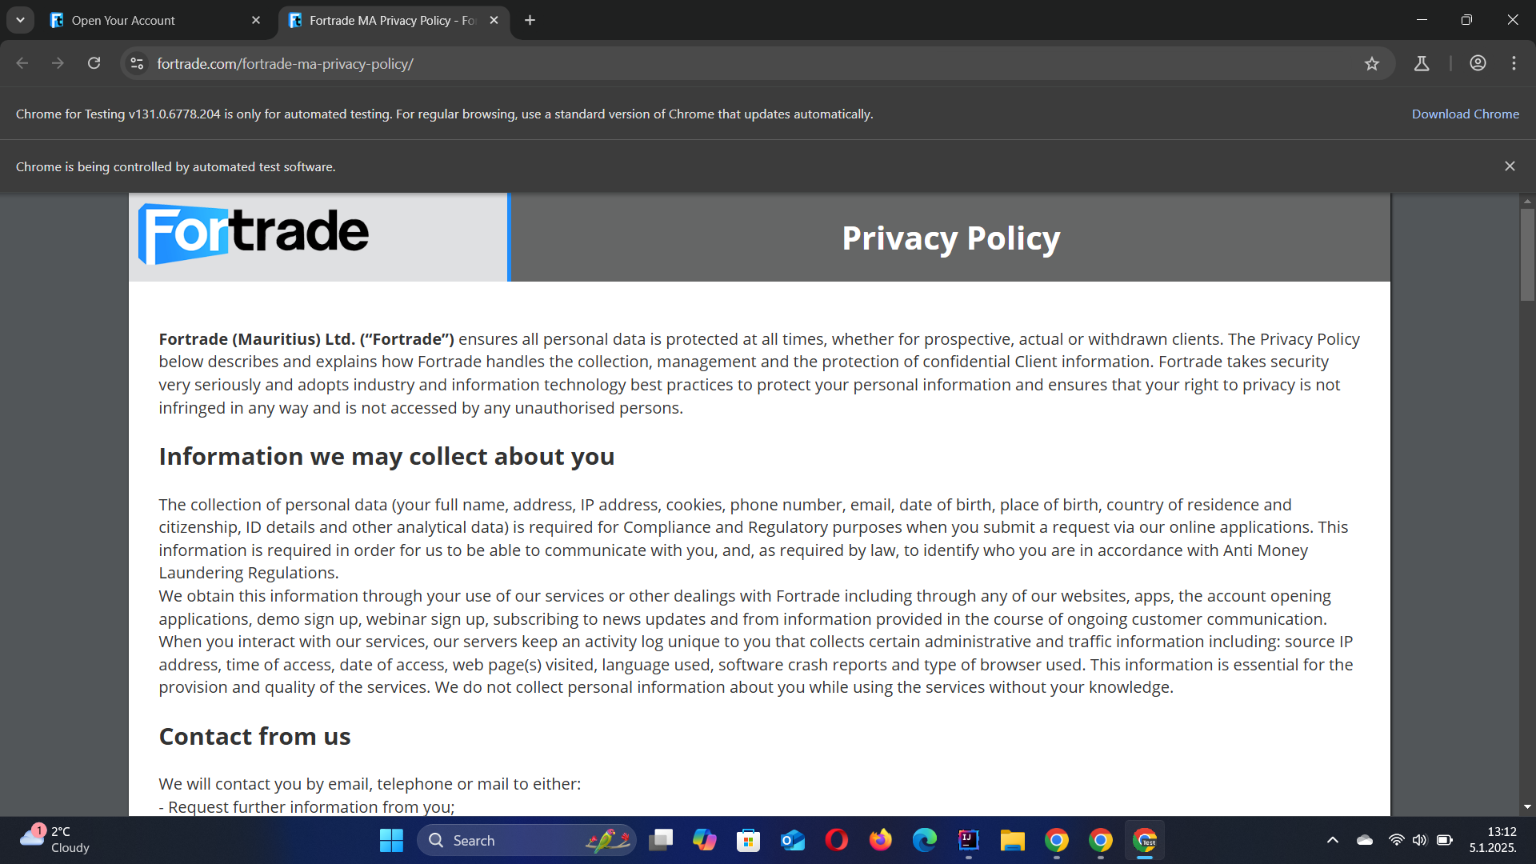 Open Your Account
Fortrade MA Privacy Policy - Fo
fortrade.com/fortrade-ma-privacy-policy/
Chrome for Testing v131.0.6778.204 is only for automated testing. For regular browsing, use a standard version of Chrome that updates automatically.
Download Chrome
Chrome is being controlled by automated test software.
Fortrade
Privacy Policy
Fortrade (Mauritius) Ltd. (“Fortrade”) ensures all personal data is protected at all times, whether for prospective, actual or withdrawn clients. The Privacy Policy
below describes and explains how Fortrade handles the collection, management and the protection of confidential Client information. Fortrade takes security
very seriously and adopts industry and information technology best practices to protect your personal information and ensures that your right to privacy is not
infringed in any way and is not accessed by any unauthorised persons.
Information we may collect about you
The collection of personal data (your full name, address, IP address, cookies, phone number, email, date of birth, place of birth, country of residence and
citizenship, ID details and other analytical data) is required for Compliance and Regulatory purposes when you submit a request via our online applications. This
information is required in order for us to be able to communicate with you, and, as required by law, to identify who you are in accordance with Anti Money
Laundering Regulations.
We obtain this information through your use of our services or other dealings with Fortrade including through any of our websites, apps, the account opening
applications, demo sign up, webinar sign up, subscribing to news updates and from information provided in the course of ongoing customer communication.
When you interact with our services, our servers keep an activity log unique to you that collects certain administrative and traffic information including: source IP
address, time of access, date of access, web page(s) visited, language used, software crash reports and type of browser used. This information is essential for the
provision and quality of the services. We do not collect personal information about you while using the services without your knowledge.
Contact from us
We will contact you by email, telephone or mail to either:
- Request further information from you;
1
2°C
Cloudy
Search
IJ
Test
13:12
5.1.2025.